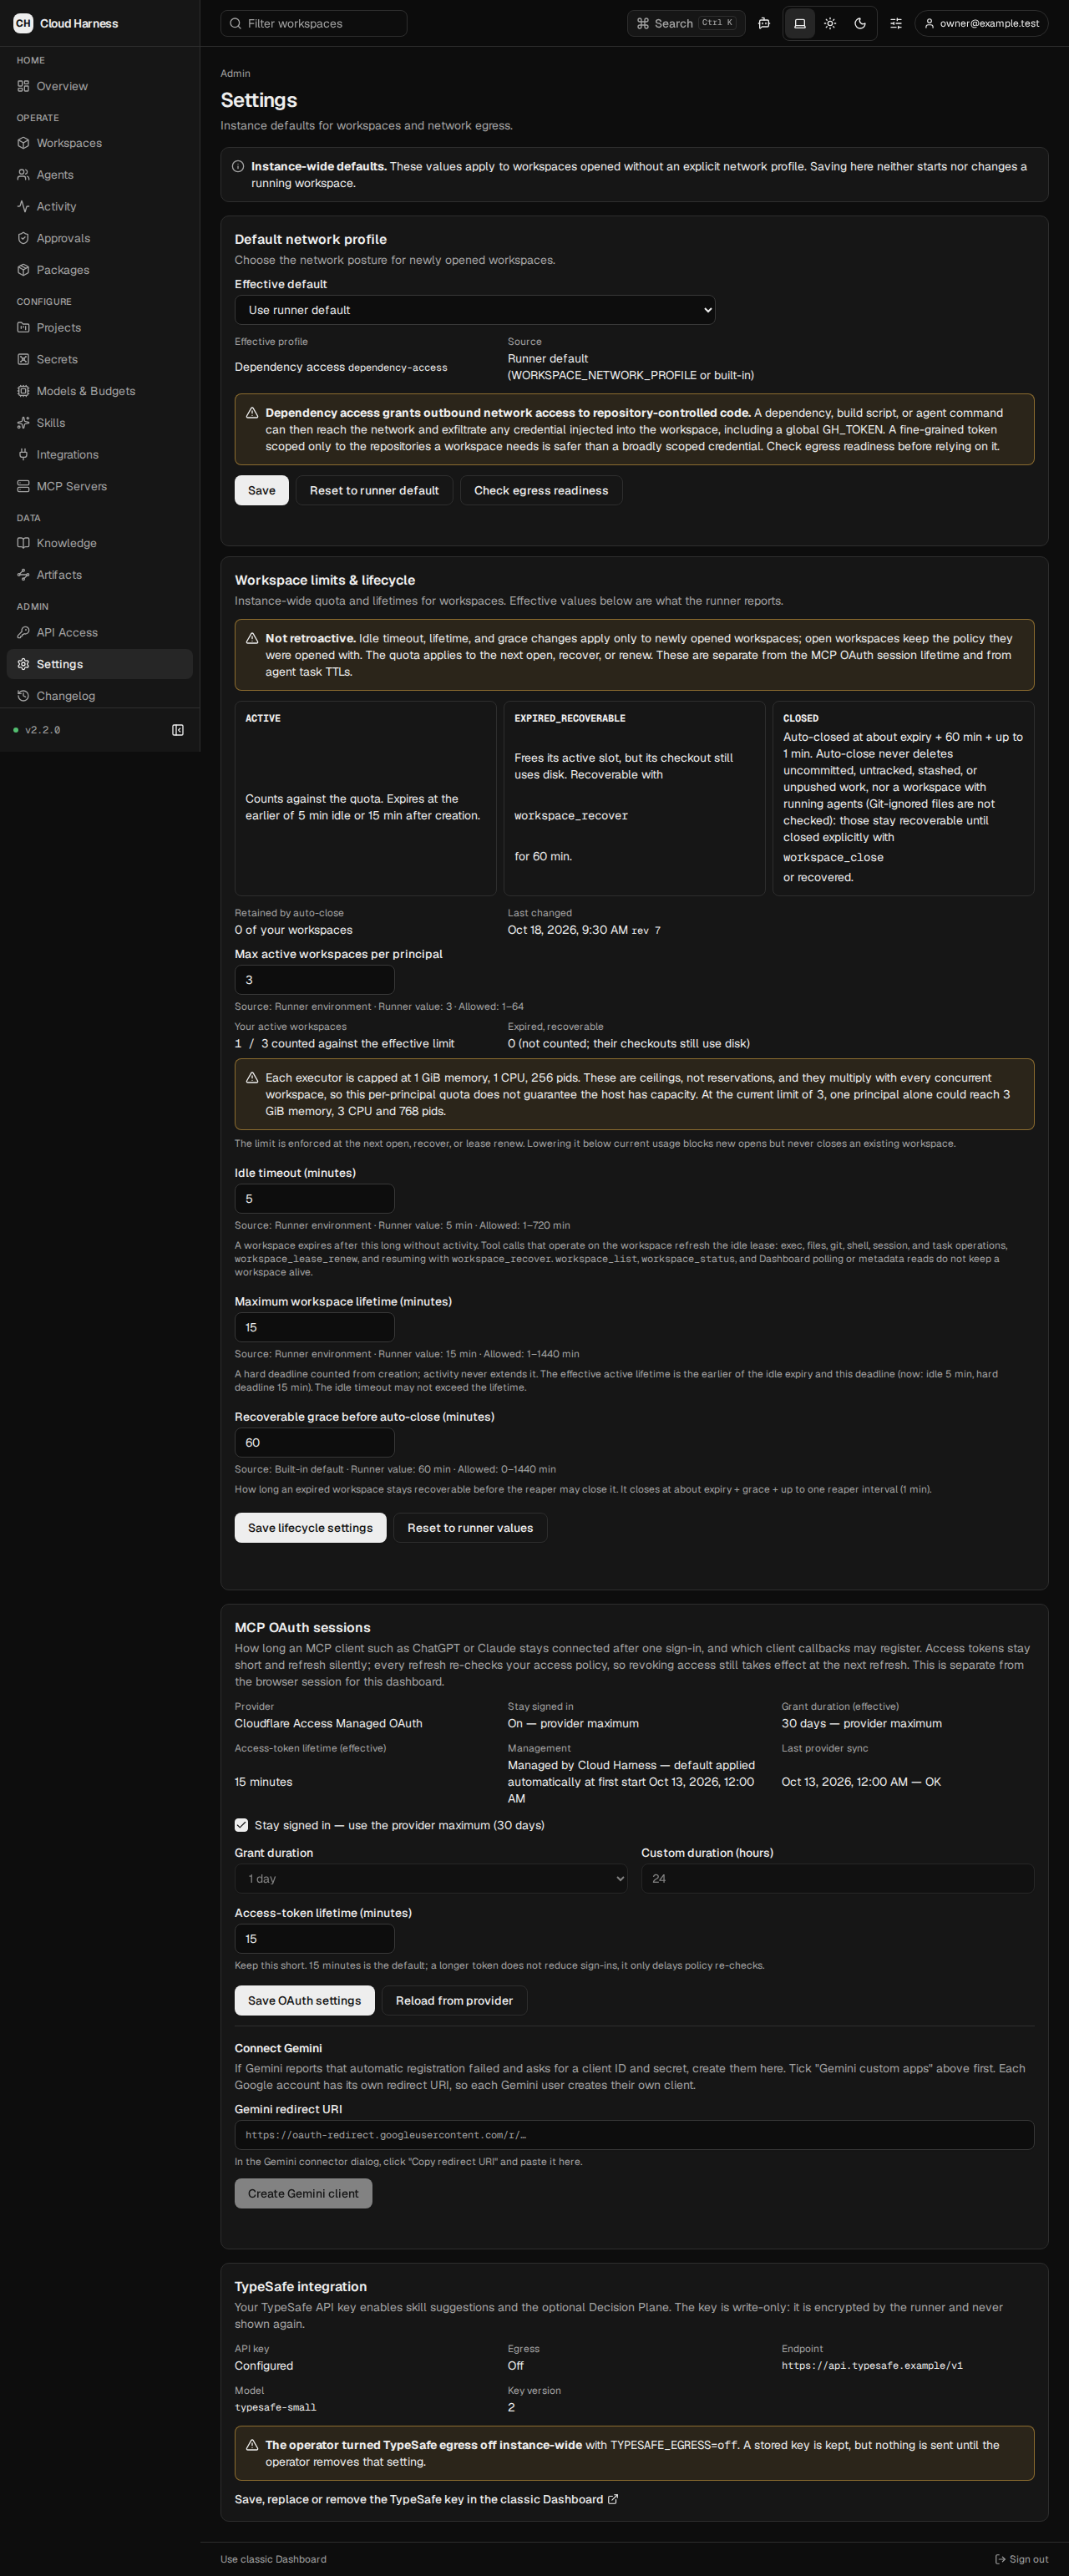 CH Cloud Harness
Filter workspaces
Search Ctrl K
owner@example.test
HOME
Overview
OPERATE
Workspaces
Agents
Activity
Approvals
Packages
CONFIGURE
Projects
Secrets
Models & Budgets
Skills
Integrations
MCP Servers
DATA
Knowledge
Artifacts
ADMIN
API Access
Settings
Changelog
v2.2.0
Admin
Settings
Instance defaults for workspaces and network egress.
Instance-wide defaults. These values apply to workspaces opened without an explicit network profile. Saving here neither starts nor changes a
running workspace.
Default network profile
Choose the network posture for newly opened workspaces.
Effective default
Use runner default
Effective profile
Dependency access dependency-access
Source
Runner default
(WORKSPACE_NETWORK_PROFILE or built-in)
Dependency access grants outbound network access to repository-controlled code. A dependency, build script, or agent command
can then reach the network and exfiltrate any credential injected into the workspace, including a global GH_TOKEN. A fine-grained token
scoped only to the repositories a workspace needs is safer than a broadly scoped credential. Check egress readiness before relying on it.
Save
Reset to runner default
Check egress readiness
Workspace limits & lifecycle
Instance-wide quota and lifetimes for workspaces. Effective values below are what the runner reports.
Not retroactive. Idle timeout, lifetime, and grace changes apply only to newly opened workspaces; open workspaces keep the policy they
were opened with. The quota applies to the next open, recover, or renew. These are separate from the MCP OAuth session lifetime and from
agent task TTLs.
ACTIVE
Counts against the quota. Expires at the
earlier of 5 min idle or 15 min after creation.
EXPIRED_RECOVERABLE
Frees its active slot, but its checkout still
uses disk. Recoverable with
workspace_recover
for 60 min.
CLOSED
Auto-closed at about expiry + 60 min + up to
1 min. Auto-close never deletes
uncommitted, untracked, stashed, or
unpushed work, nor a workspace with
running agents (Git-ignored files are not
checked): those stay recoverable until
closed explicitly with
workspace_close
or recovered.
Retained by auto-close
0 of your workspaces
Last changed
Oct 18, 2026, 9:30 AM rev 7
Max active workspaces per principal
3
Source: Runner environment · Runner value: 3 · Allowed: 1–64
Your active workspaces
1 / 3 counted against the effective limit
Expired, recoverable
0 (not counted; their checkouts still use disk)
Each executor is capped at 1 GiB memory, 1 CPU, 256 pids. These are ceilings, not reservations, and they multiply with every concurrent
workspace, so this per-principal quota does not guarantee the host has capacity. At the current limit of 3, one principal alone could reach 3
GiB memory, 3 CPU and 768 pids.
The limit is enforced at the next open, recover, or lease renew. Lowering it below current usage blocks new opens but never closes an existing workspace.
Idle timeout (minutes)
5
Source: Runner environment · Runner value: 5 min · Allowed: 1–720 min
A workspace expires after this long without activity. Tool calls that operate on the workspace refresh the idle lease: exec, files, git, shell, session, and task operations,
workspace_lease_renew, and resuming with workspace_recover. workspace_list, workspace_status, and Dashboard polling or metadata reads do not keep a
workspace alive.
Maximum workspace lifetime (minutes)
15
Source: Runner environment · Runner value: 15 min · Allowed: 1–1440 min
A hard deadline counted from creation; activity never extends it. The effective active lifetime is the earlier of the idle expiry and this deadline (now: idle 5 min, hard
deadline 15 min). The idle timeout may not exceed the lifetime.
Recoverable grace before auto-close (minutes)
60
Source: Built-in default · Runner value: 60 min · Allowed: 0–1440 min
How long an expired workspace stays recoverable before the reaper may close it. It closes at about expiry + grace + up to one reaper interval (1 min).
Save lifecycle settings
Reset to runner values
MCP OAuth sessions
How long an MCP client such as ChatGPT or Claude stays connected after one sign-in, and which client callbacks may register. Access tokens stay
short and refresh silently; every refresh re-checks your access policy, so revoking access still takes effect at the next refresh. This is separate from
the browser session for this dashboard.
Provider
Cloudflare Access Managed OAuth
Stay signed in
On — provider maximum
Grant duration (effective)
30 days — provider maximum
Access-token lifetime (effective)
15 minutes
Management
Managed by Cloud Harness — default applied
automatically at first start Oct 13, 2026, 12:00
AM
Last provider sync
Oct 13, 2026, 12:00 AM — OK
Stay signed in — use the provider maximum (30 days)
Grant duration
1 day
Custom duration (hours)
24
Access-token lifetime (minutes)
15
Keep this short. 15 minutes is the default; a longer token does not reduce sign-ins, it only delays policy re-checks.
Save OAuth settings
Reload from provider
Connect Gemini
If Gemini reports that automatic registration failed and asks for a client ID and secret, create them here. Tick "Gemini custom apps" above first. Each
Google account has its own redirect URI, so each Gemini user creates their own client.
Gemini redirect URI
https://oauth-redirect.googleusercontent.com/r/…
In the Gemini connector dialog, click "Copy redirect URI" and paste it here.
Create Gemini client
TypeSafe integration
Your TypeSafe API key enables skill suggestions and the optional Decision Plane. The key is write-only: it is encrypted by the runner and never
shown again.
API key
Configured
Egress
Off
Endpoint
https://api.typesafe.example/v1
Model
typesafe-small
Key version
2
The operator turned TypeSafe egress off instance-wide with TYPESAFE_EGRESS=off. A stored key is kept, but nothing is sent until the
operator removes that setting.
Save, replace or remove the TypeSafe key in the classic Dashboard
Use classic Dashboard
Sign out